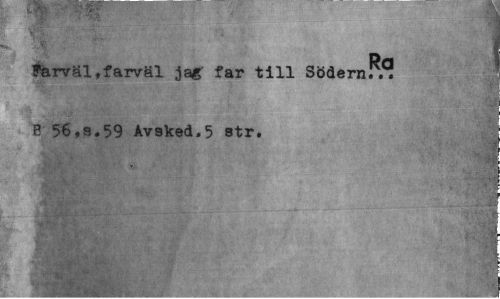 Ra
Farväl,farväl jag far till Södern...
B 56,s.59 Avsked.5 str.